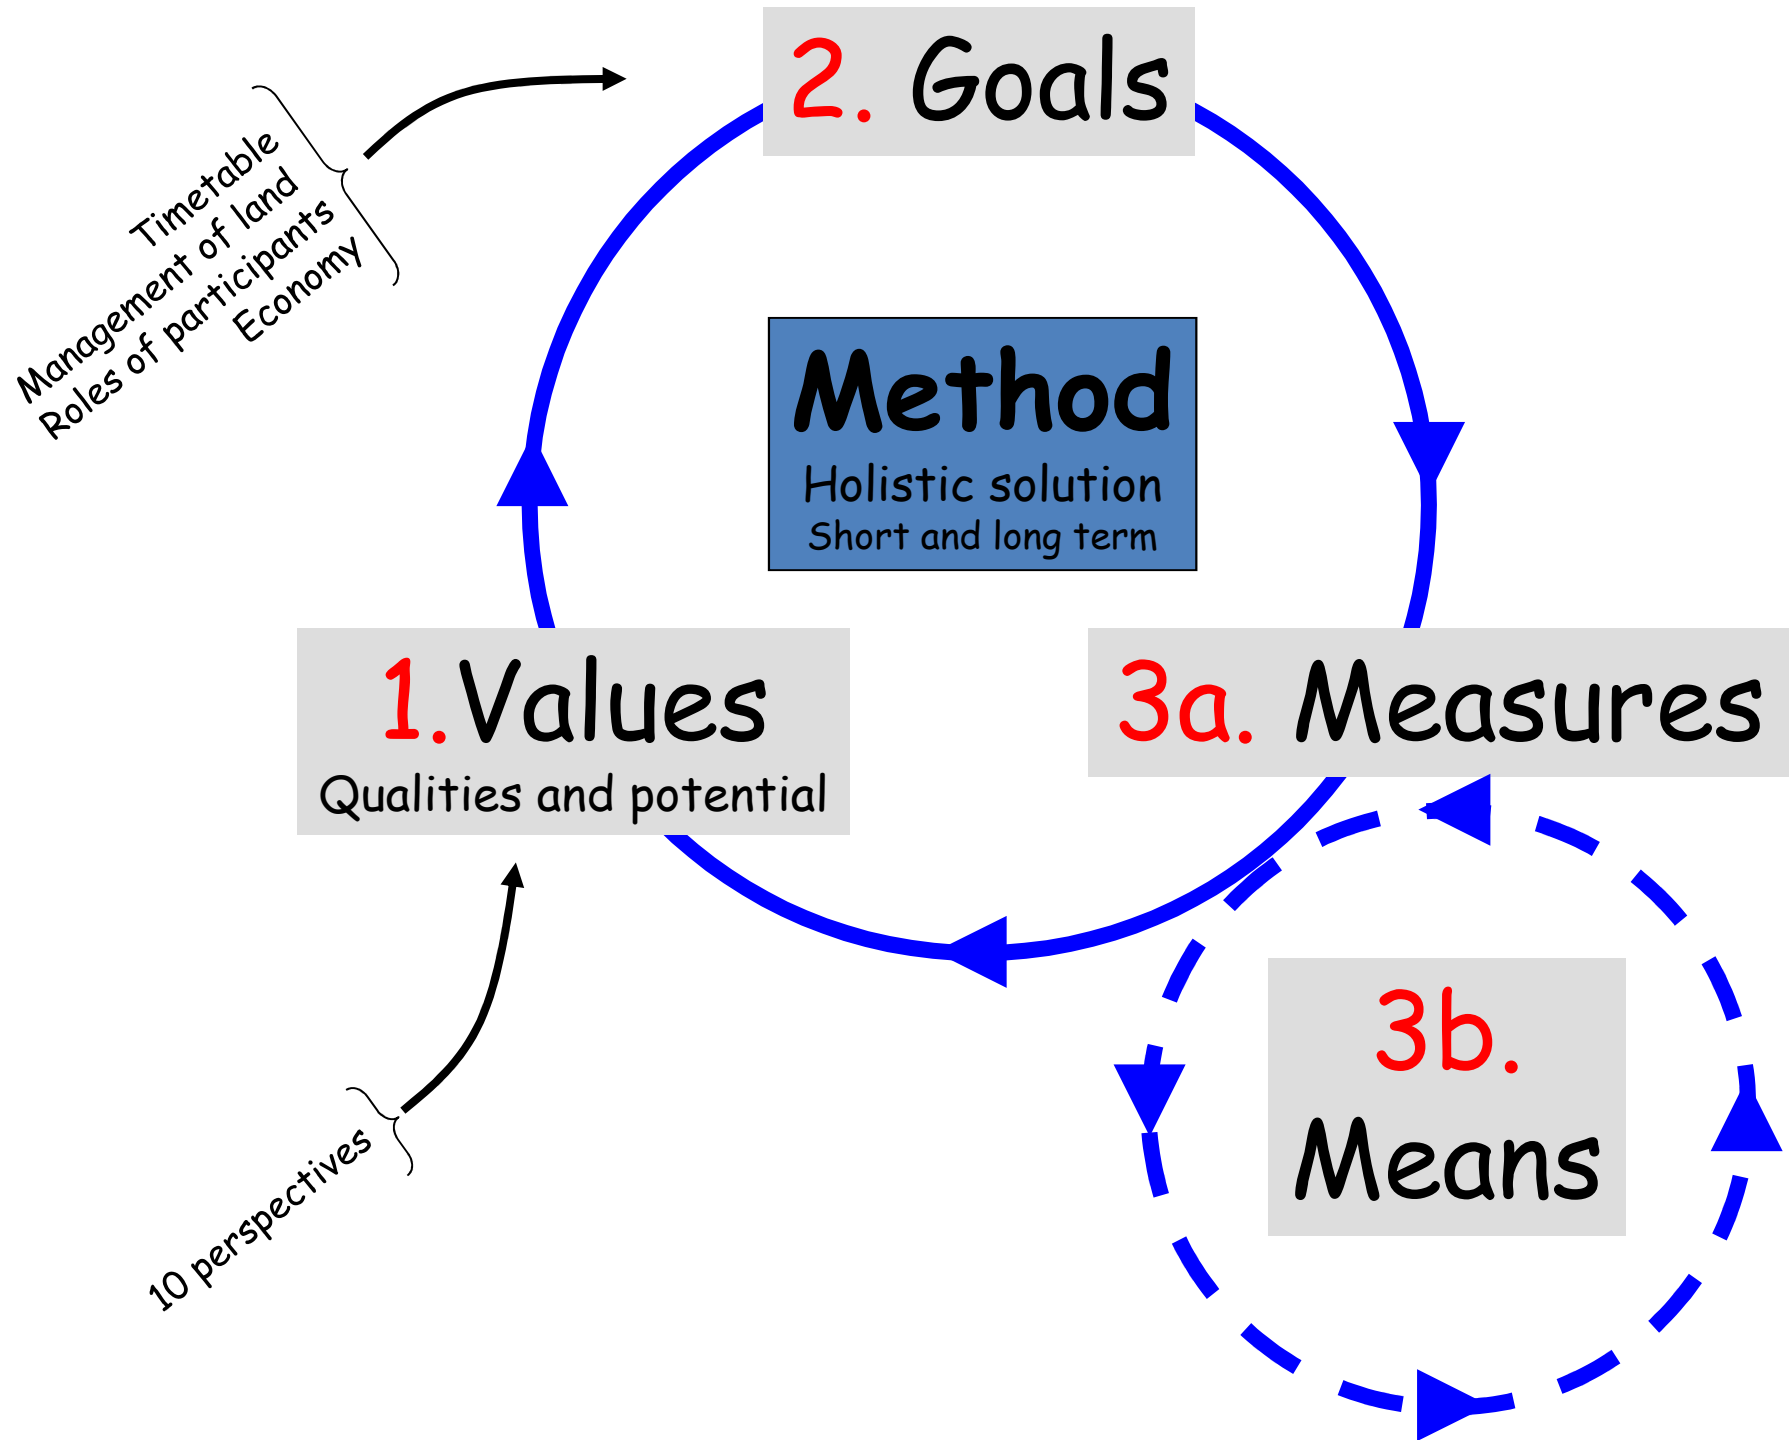 2. Goals
Timetable
Management of land
Roles of participants
Economy
Method
Holistic solution
Short and long term
1.Values
Qualities and potential
3a. Measures
3b.
Means
10 perspectives